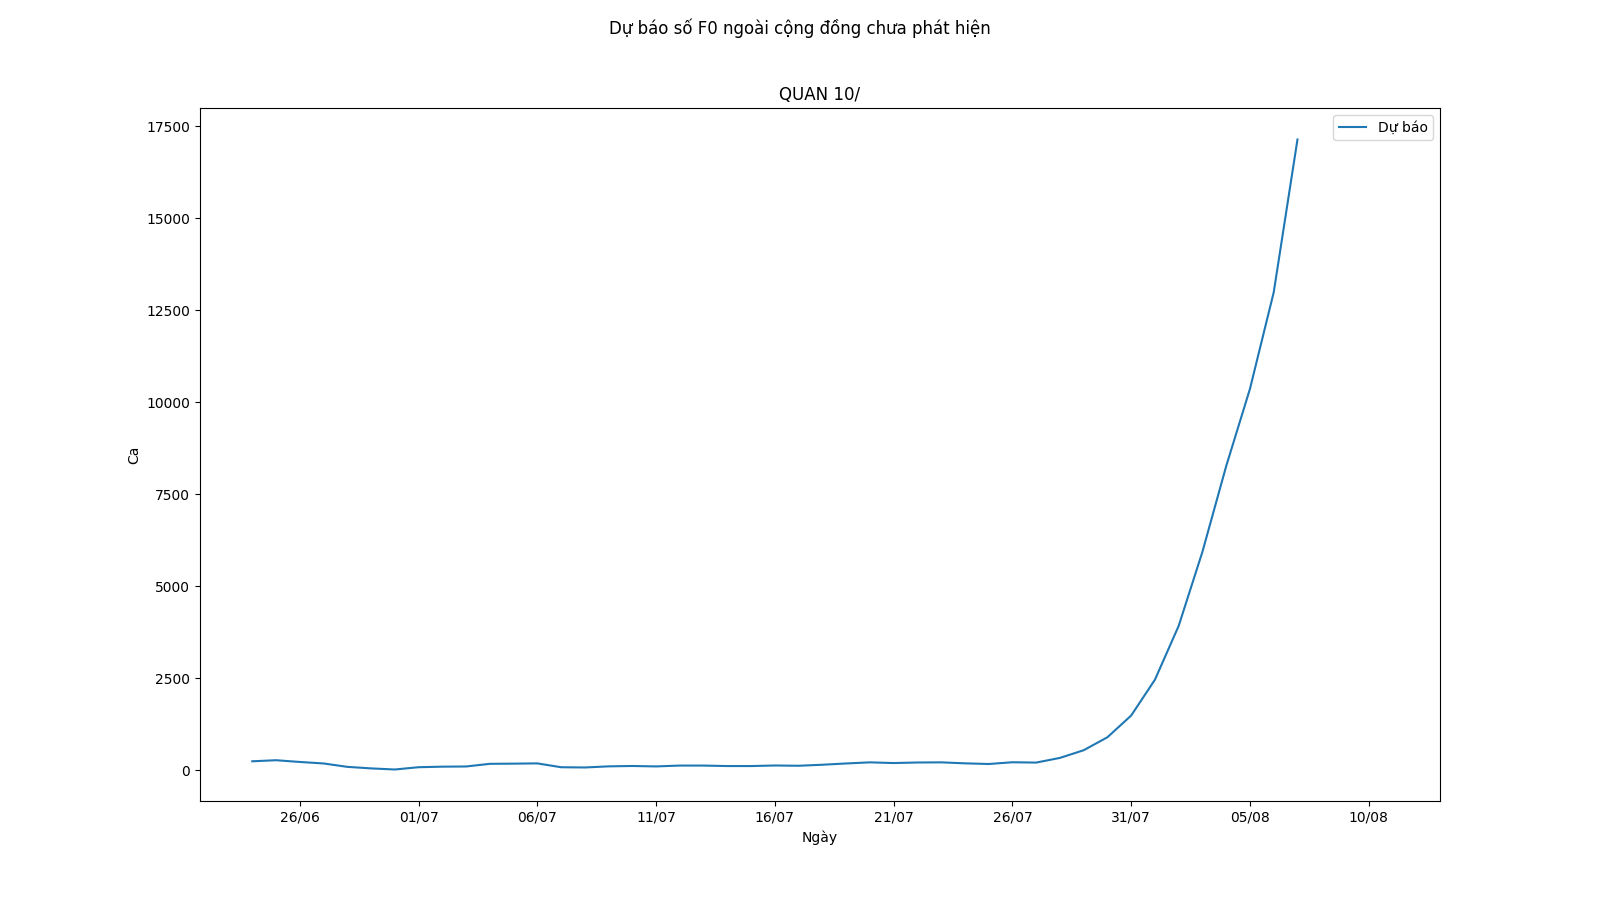 Dự báo số F0 ngoài cộng đồng chưa phát hiện
QUAN 10/
Dự báo
17500
15000
12500
10000
7500
5000
2500
0
Ca
26/06 01/07 06/07 11/07 16/07 21/07 26/07 31/07 05/08 10/08
Ngày